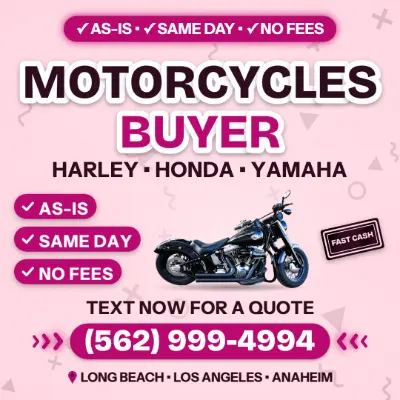 ✓AS-IS • ✓SAME DAY • ✓NO FEES
MOTORCYCLES
BUYER
HARLEY • HONDA • YAMAHA
✓ AS-IS
✓ SAME DAY
✓ NO FEES
FAST CASH
TEXT NOW FOR A QUOTE
(562) 999-4994
LONG BEACH • LOS ANGELES • ANAHEIM